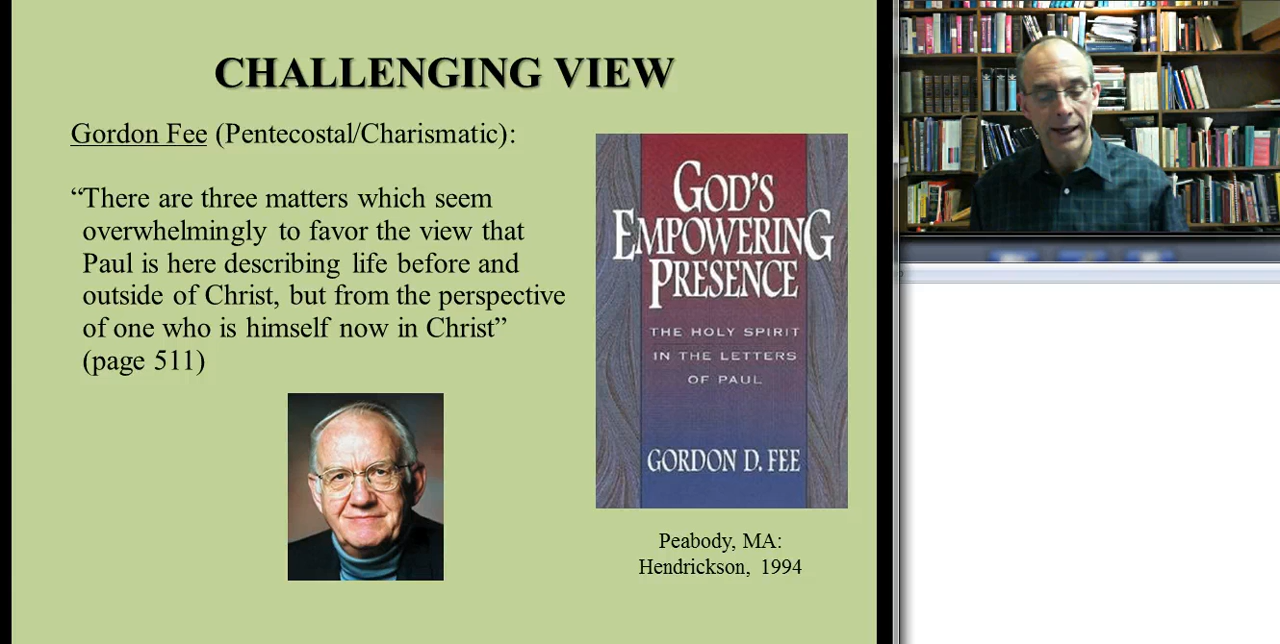 CHALLENGING VIEW
Gordon Fee (Pentecostal/Charismatic):
“There are three matters which seem
overwhelmingly to favor the view that
Paul is here describing life before and
outside of Christ, but from the perspective
of one who is himself now in Christ”
(page 511)
GOD'S
EMPOWERING
PRESENCE
THE HOLY SPIRIT
IN THE LETTERS
OF PAUL
GORDON D. FEE
Peabody, MA:
Hendrickson, 1994